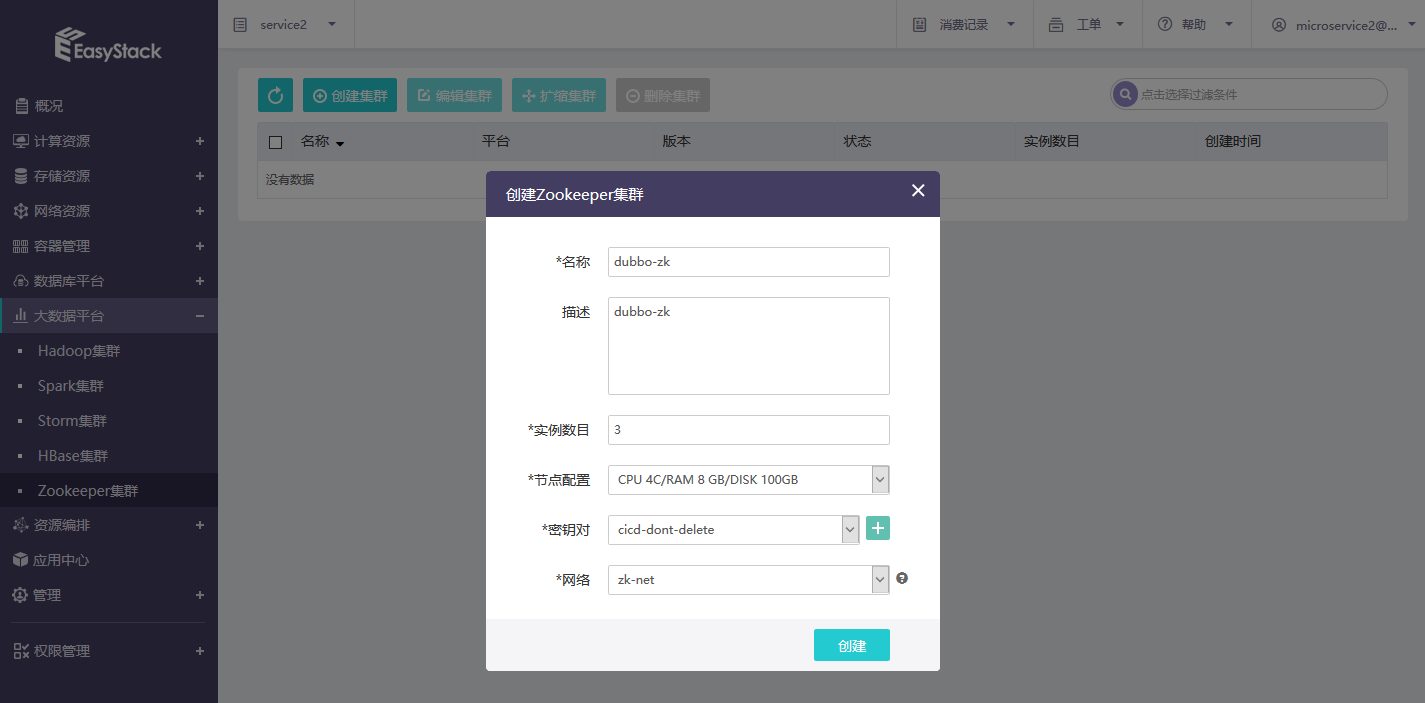 EasyStack
service2
消费记录
工单
帮助
microservice2@...
概况
计算资源
存储资源
网络资源
容器管理
数据库平台
大数据平台
Hadoop集群
Spark集群
Storm集群
HBase集群
Zookeeper集群
资源编排
应用中心
管理
权限管理
创建集群
编辑集群
扩缩集群
删除集群
点击选择过滤条件
名称 平台 版本 状态 实例数目 创建时间
没有数据
创建Zookeeper集群
*名称 dubbo-zk
描述 dubbo-zk
*实例数目 3
*节点配置 CPU 4C/RAM 8 GB/DISK 100GB
*密钥对 cicd-dont-delete
*网络 zk-net
创建